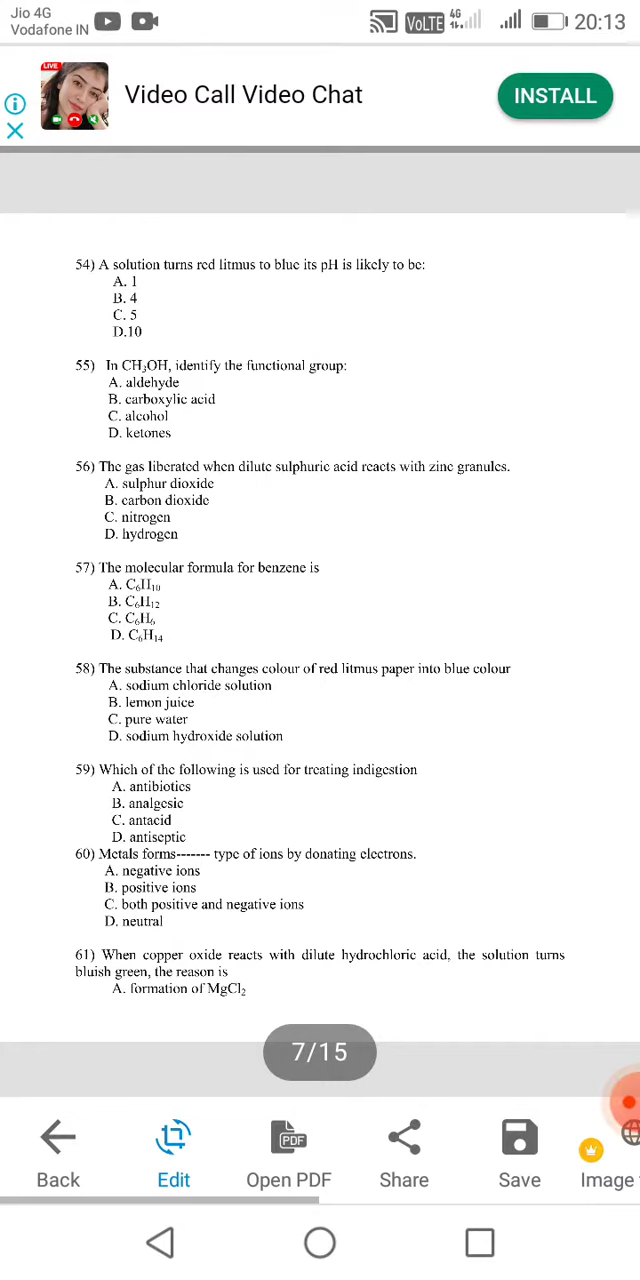 Jio 4G
Vodafone IN
VoLTE
4G
20:13
LIVE
Video Call Video Chat
INSTALL
54) A solution turns red litmus to blue its pH is likely to be:
A. 1
B. 4
C. 5
D.10
55) In CH₃OH, identify the functional group:
A. aldehyde
B. carboxylic acid
C. alcohol
D. ketones
56) The gas liberated when dilute sulphuric acid reacts with zinc granules.
A. sulphur dioxide
B. carbon dioxide
C. nitrogen
D. hydrogen
57) The molecular formula for benzene is
A. C₆H₁₀
B. C₆H₁₂
C. C₆H₆
D. C₆H₁₄
58) The substance that changes colour of red litmus paper into blue colour
A. sodium chloride solution
B. lemon juice
C. pure water
D. sodium hydroxide solution
59) Which of the following is used for treating indigestion
A. antibiotics
B. analgesic
C. antacid
D. antiseptic
60) Metals forms------- type of ions by donating electrons.
A. negative ions
B. positive ions
C. both positive and negative ions
D. neutral
61) When copper oxide reacts with dilute hydrochloric acid, the solution turns
bluish green, the reason is
A. formation of MgCl₂
7/15
PDF
Back
Edit
Open PDF
Share
Save
Image